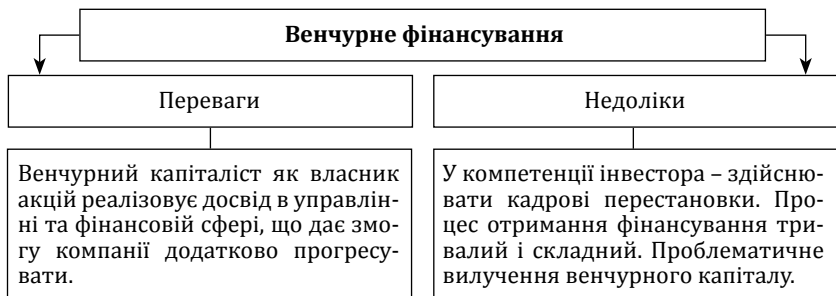 Венчурне фінансування
Переваги
Недоліки
Венчурний капіталіст як власник
акцій реалізовує досвід в управлін-
ні та фінансовій сфері, що дає змо-
гу компанії додатково прогресу-
вати.
У компетенції інвестора – здійсню-
вати кадрові перестановки. Про-
цес отримання фінансування три-
валий і складний. Проблематичне
вилучення венчурного капіталу.